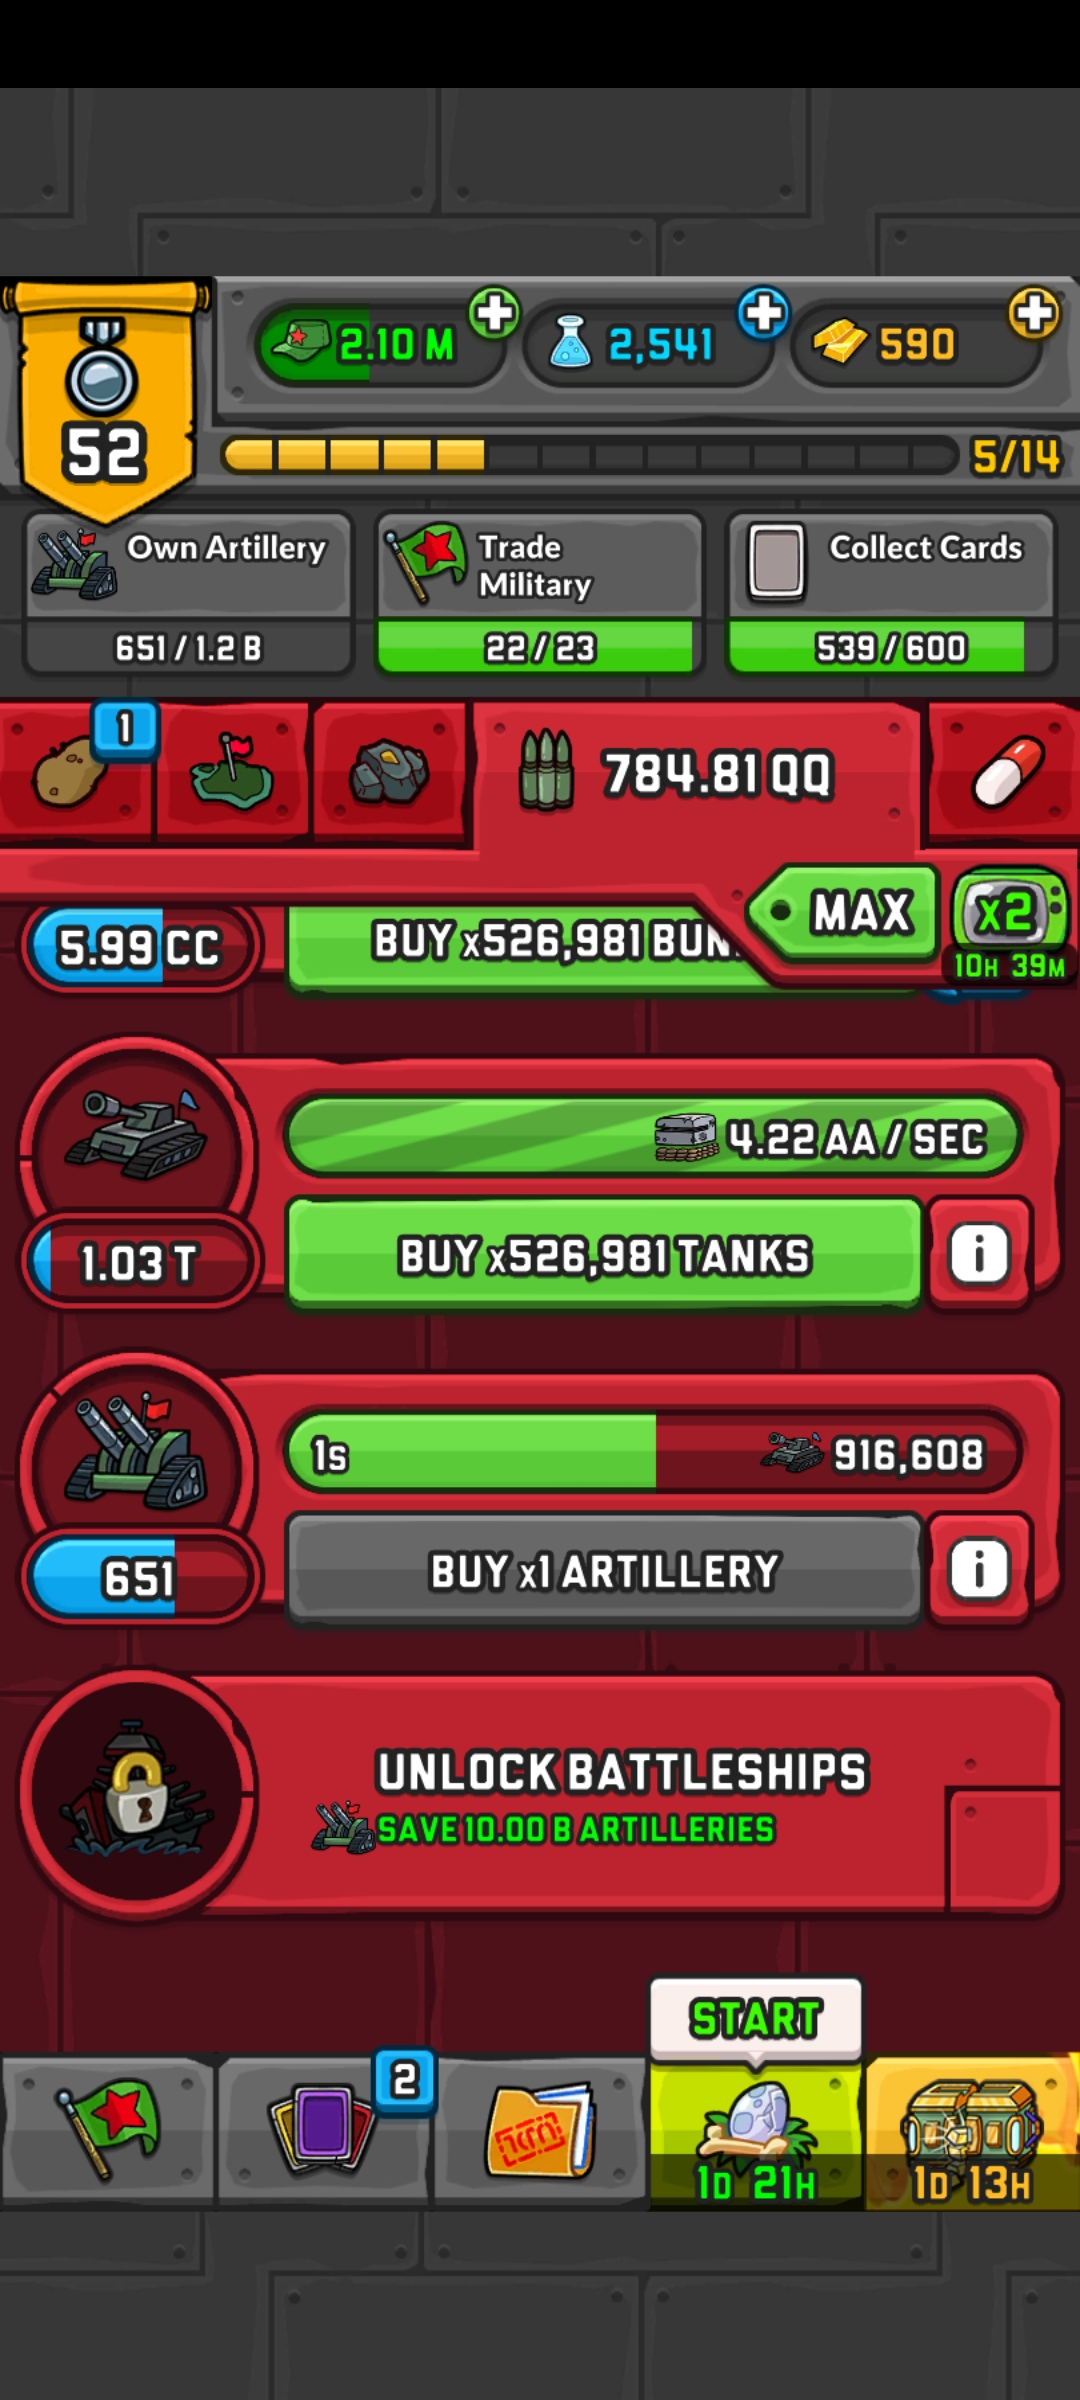 2.10 M
2,541
590
52
5/14
Own Artillery
651 / 1.2 B
Trade
Military
22 / 23
Collect Cards
539 / 600
1
784.81 QQ
MAX
x2
10H 39M
5.99 CC
BUY x526,981 BUN
4.22 AA / SEC
1.03 T
BUY x526,981 TANKS
i
1s
916,608
651
BUY x1 ARTILLERY
i
UNLOCK BATTLESHIPS
SAVE 10.00 B ARTILLERIES
START
2
1D 21H
1D 13H